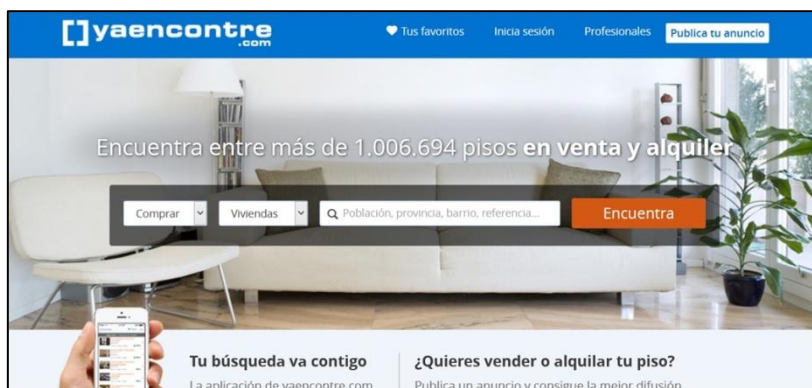 []yaencontre
.com
Tus favoritos
Inicia sesión
Profesionales
Publica tu anuncio
Encuentra entre más de 1.006.694 pisos en venta y alquiler
Comprar
Viviendas
Población, provincia, barrio, referencia...
Encuentra
Tu búsqueda va contigo
¿Quieres vender o alquilar tu piso?
La aplicación de yaencontre.com
Publica un anuncio y consigue la mejor difusión